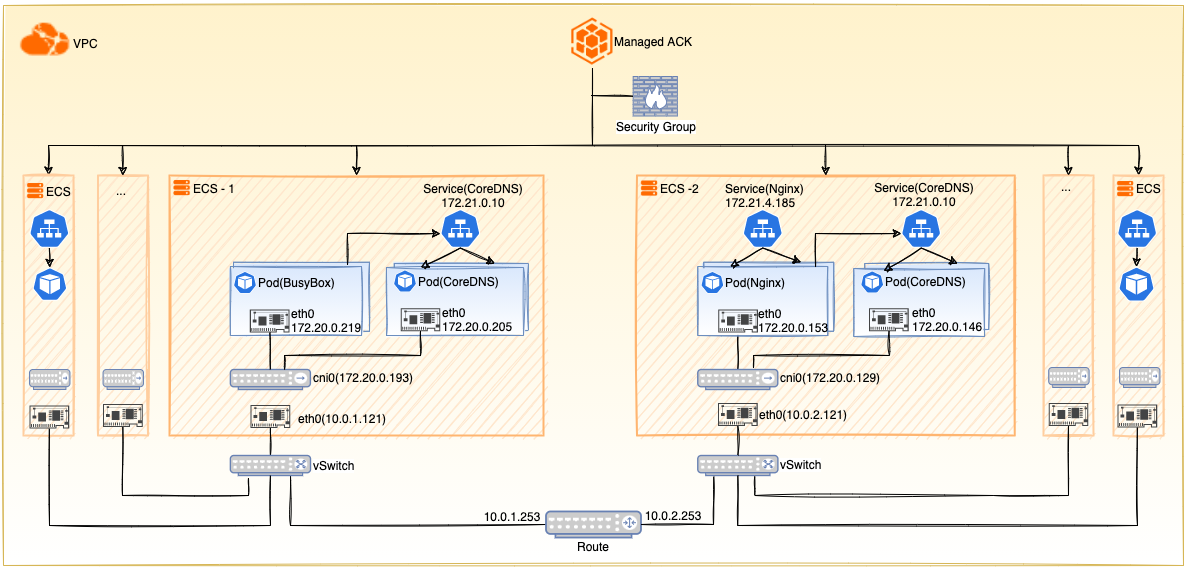 VPC
Managed ACK
Security Group
ECS
...
ECS - 1
Service(CoreDNS)
172.21.0.10
Pod(BusyBox)
eth0
172.20.0.219
Pod(CoreDNS)
eth0
172.20.0.205
cni0(172.20.0.193)
eth0(10.0.1.121)
vSwitch
ECS -2
Service(Nginx)
172.21.4.185
Service(CoreDNS)
172.21.0.10
Pod(Nginx)
eth0
172.20.0.153
Pod(CoreDNS)
eth0
172.20.0.146
cni0(172.20.0.129)
eth0(10.0.2.121)
vSwitch
...
ECS
10.0.1.253
10.0.2.253
Route